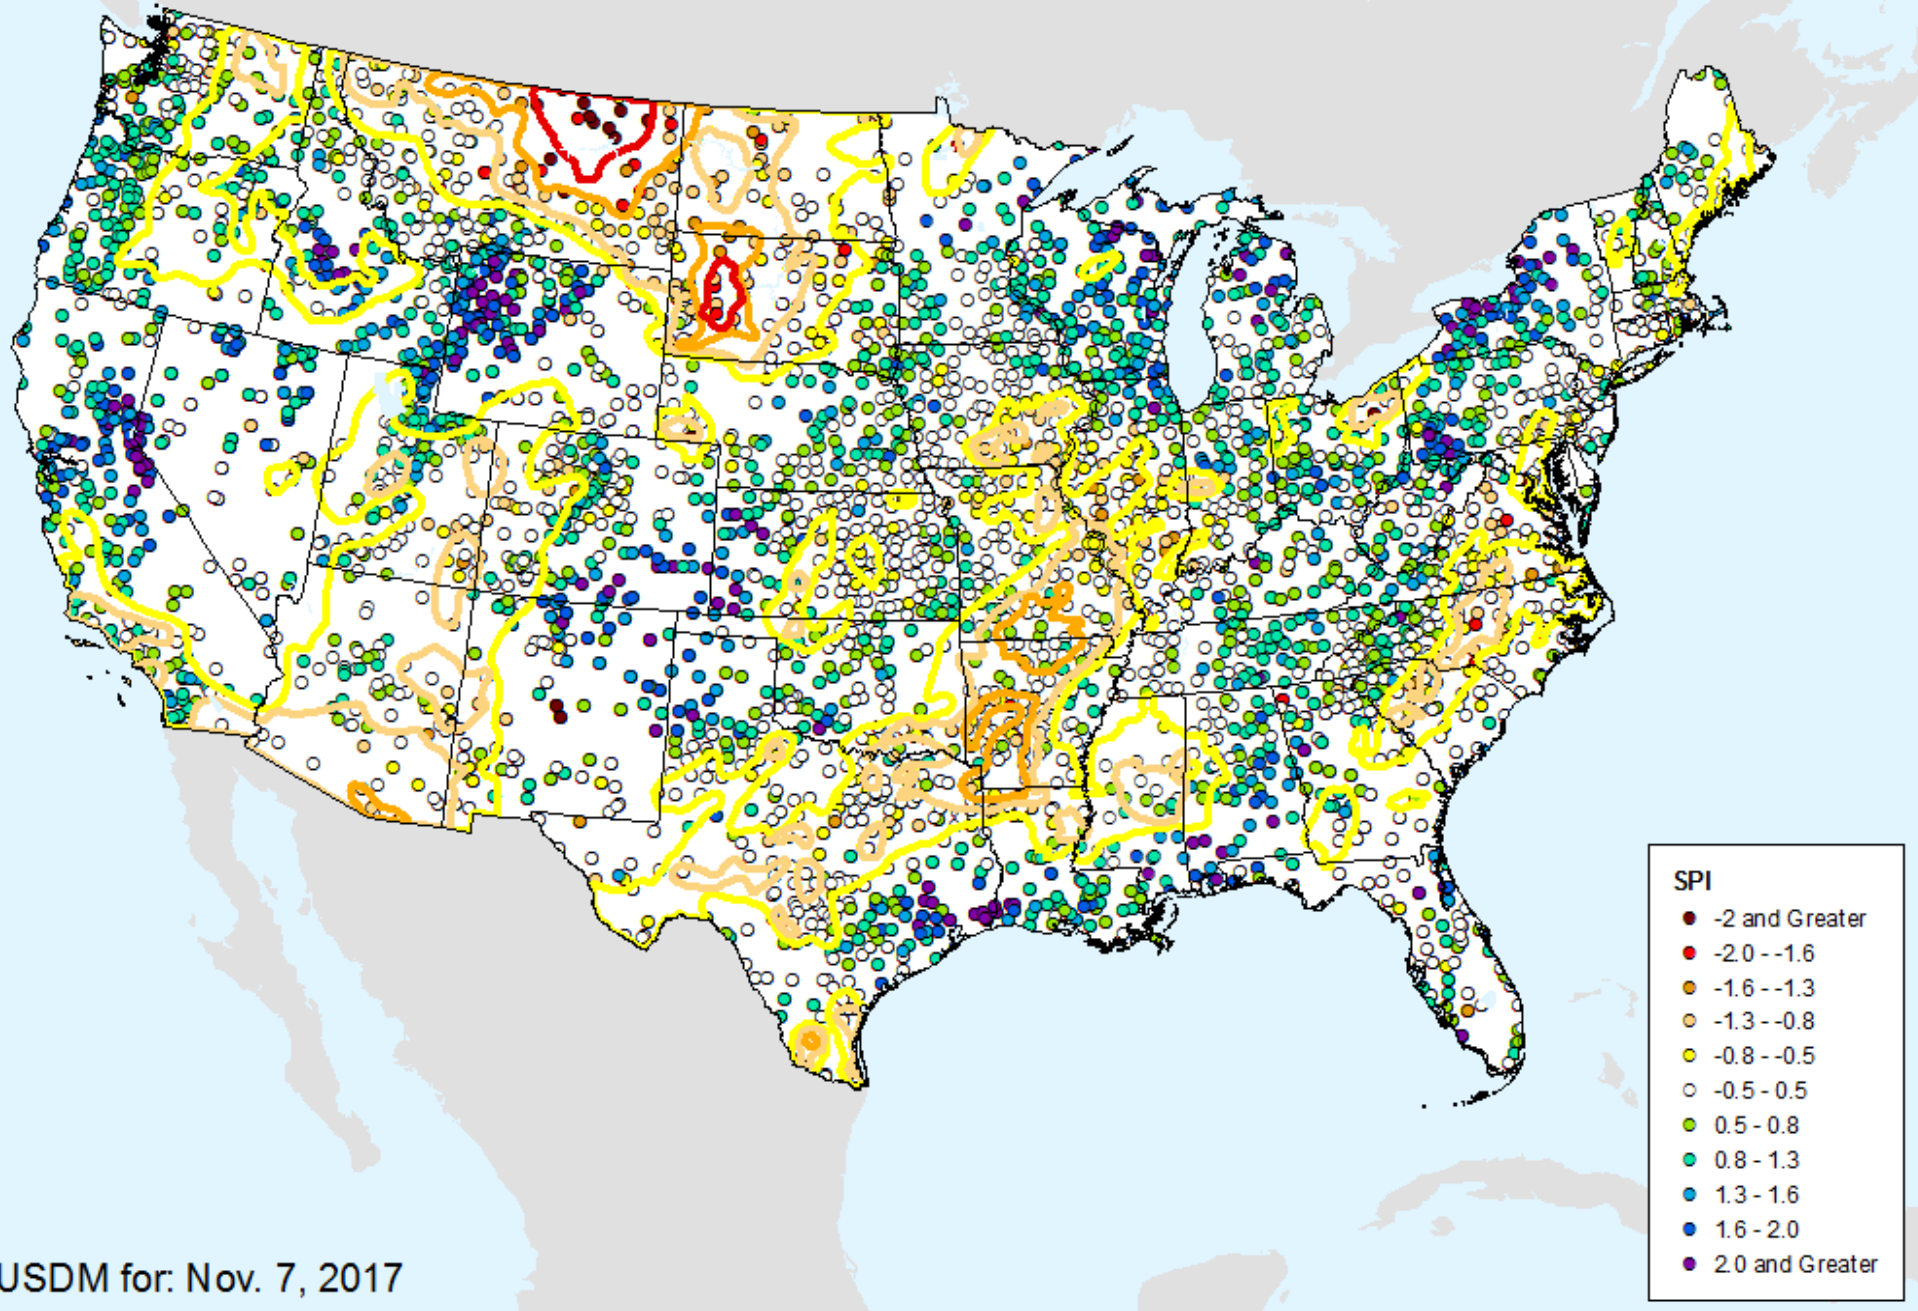 SPI
-2 and Greater
-2.0 - -1.6
-1.6 - -1.3
-1.3 - -0.8
-0.8 - -0.5
-0.5 - 0.5
0.5 - 0.8
0.8 - 1.3
1.3 - 1.6
1.6 - 2.0
2.0 and Greater
USDM for: Nov. 7, 2017